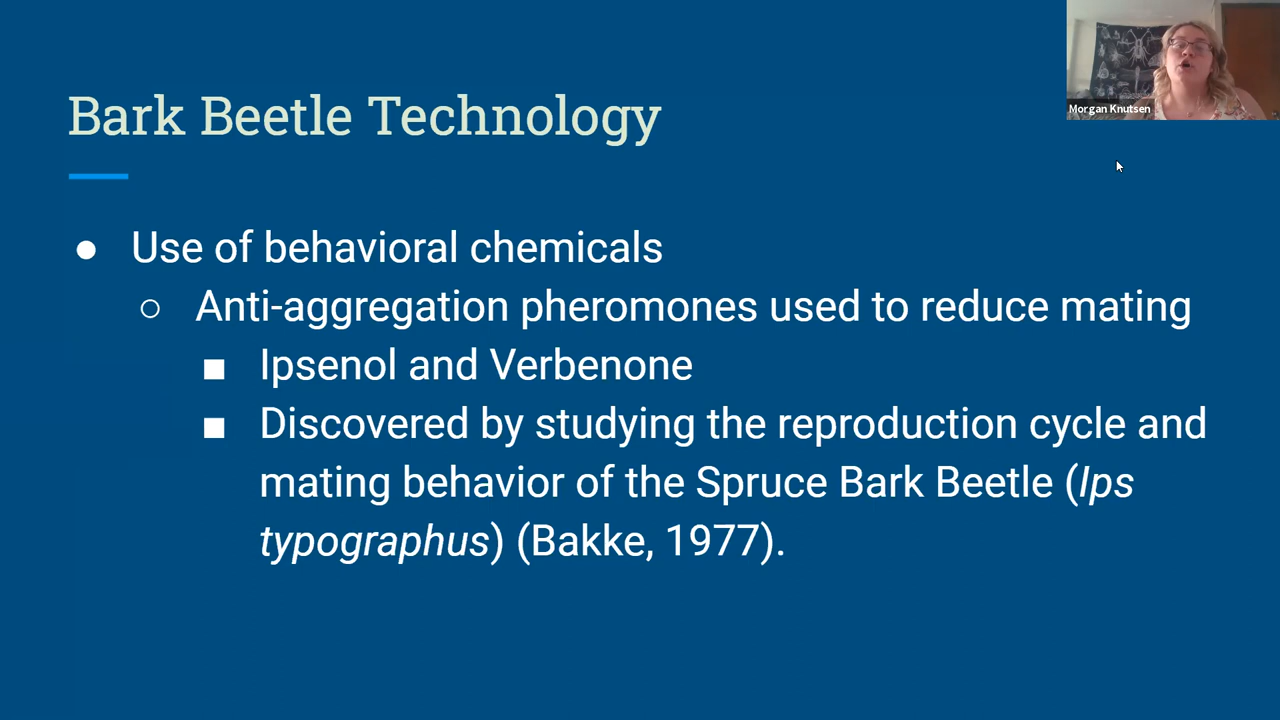 Morgan Knutsen
Bark Beetle Technology
● Use of behavioral chemicals
○ Anti-aggregation pheromones used to reduce mating
■ Ipsenol and Verbenone
■ Discovered by studying the reproduction cycle and
mating behavior of the Spruce Bark Beetle (Ips
typographus) (Bakke, 1977).